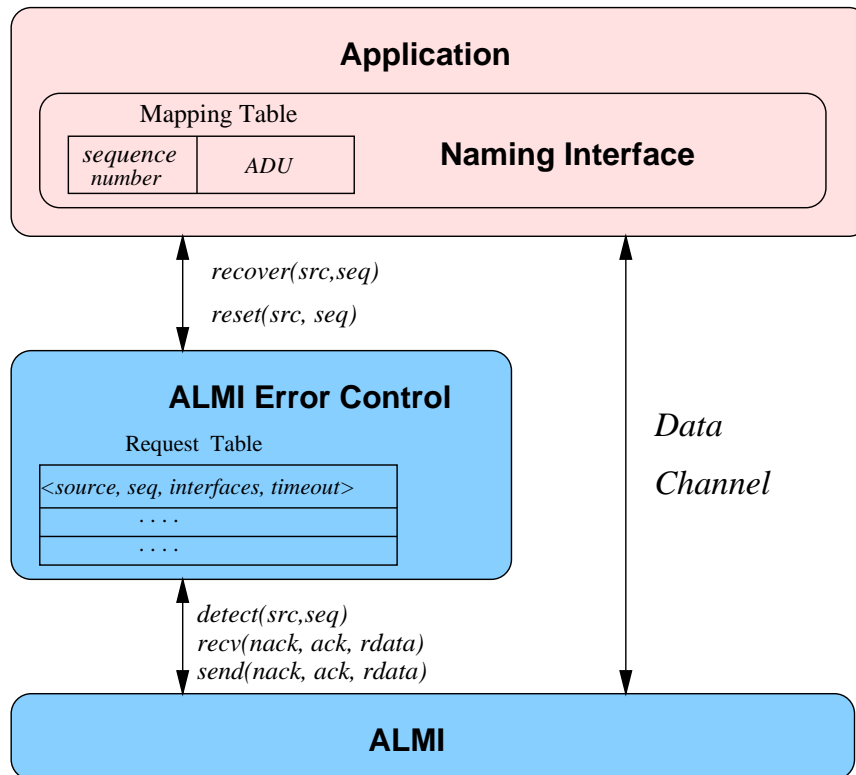 Application
Mapping Table
Naming Interface
sequence
number
ADU
recover(src,seq)
reset(src, seq)
ALMI Error Control
Request Table
<source, seq, interfaces, timeout>
. . . .
. . . .
Data
Channel
detect(src,seq)
recv(nack, ack, rdata)
send(nack, ack, rdata)
ALMI